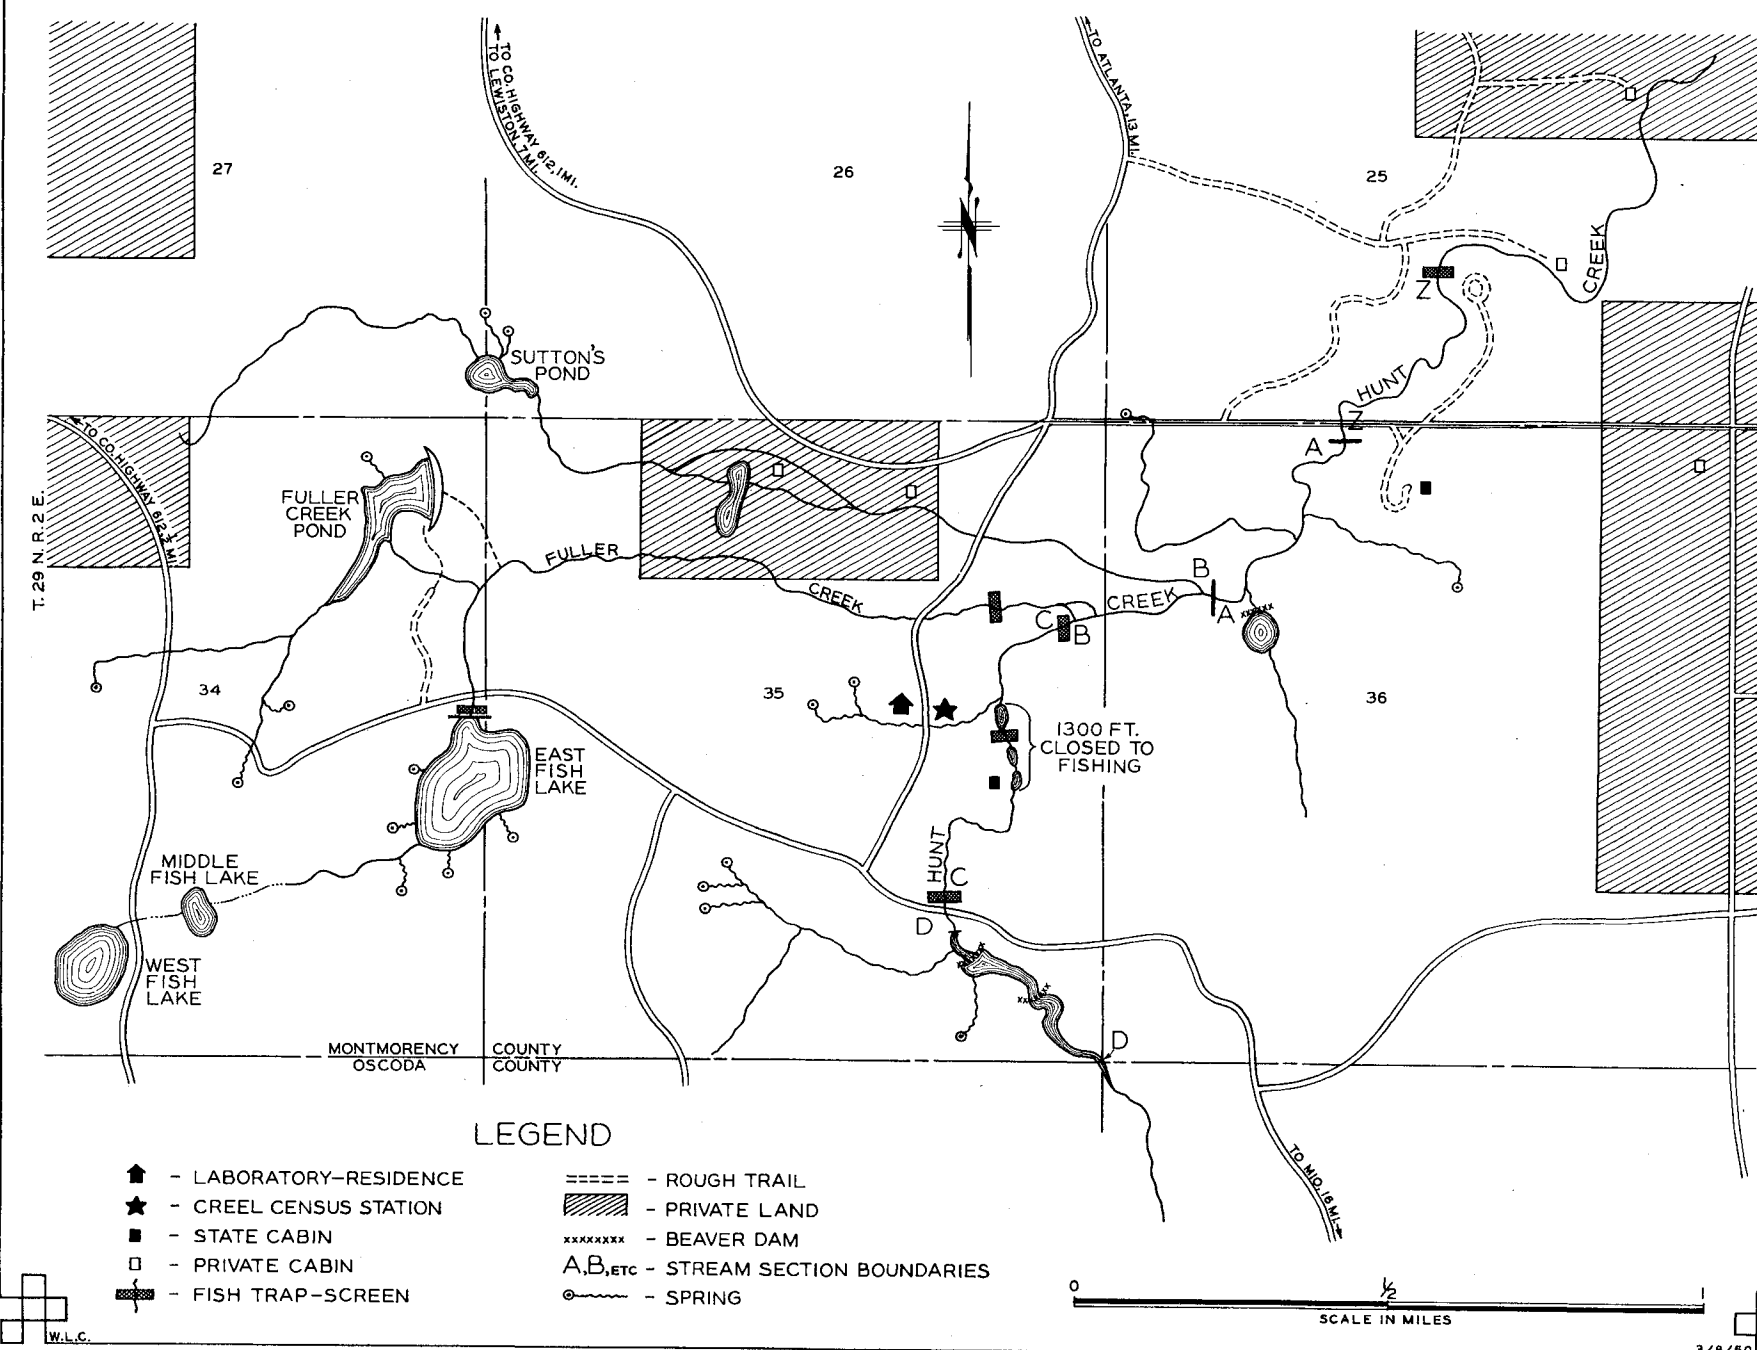 TO CO. HIGHWAY 612, 1 MI.
TO LEWISTON, 7 MI.
TO ATLANTA, 13 MI.
27
26
25
CREEK
Z
SUTTON'S
POND
HUNT
Z
A
TO CO. HIGHWAY 612, 2 MI.
T. 29 N. R. 2 E.
FULLER
CREEK
POND
FULLER
CREEK
CREEK
B
A
C
B
34
35
36
1300 FT.
CLOSED TO
FISHING
EAST
FISH
LAKE
HUNT
C
D
MIDDLE
FISH LAKE
WEST
FISH
LAKE
D
MONTMORENCY COUNTY
OSCODA COUNTY
TO MIO, 16 MI.
LEGEND
- LABORATORY-RESIDENCE
- CREEL CENSUS STATION
- STATE CABIN
- PRIVATE CABIN
- FISH TRAP-SCREEN
- ROUGH TRAIL
- PRIVATE LAND
xxxxxxxx - BEAVER DAM
A,B,ETC - STREAM SECTION BOUNDARIES
- SPRING
0 1/2 1
SCALE IN MILES
W.L.C.